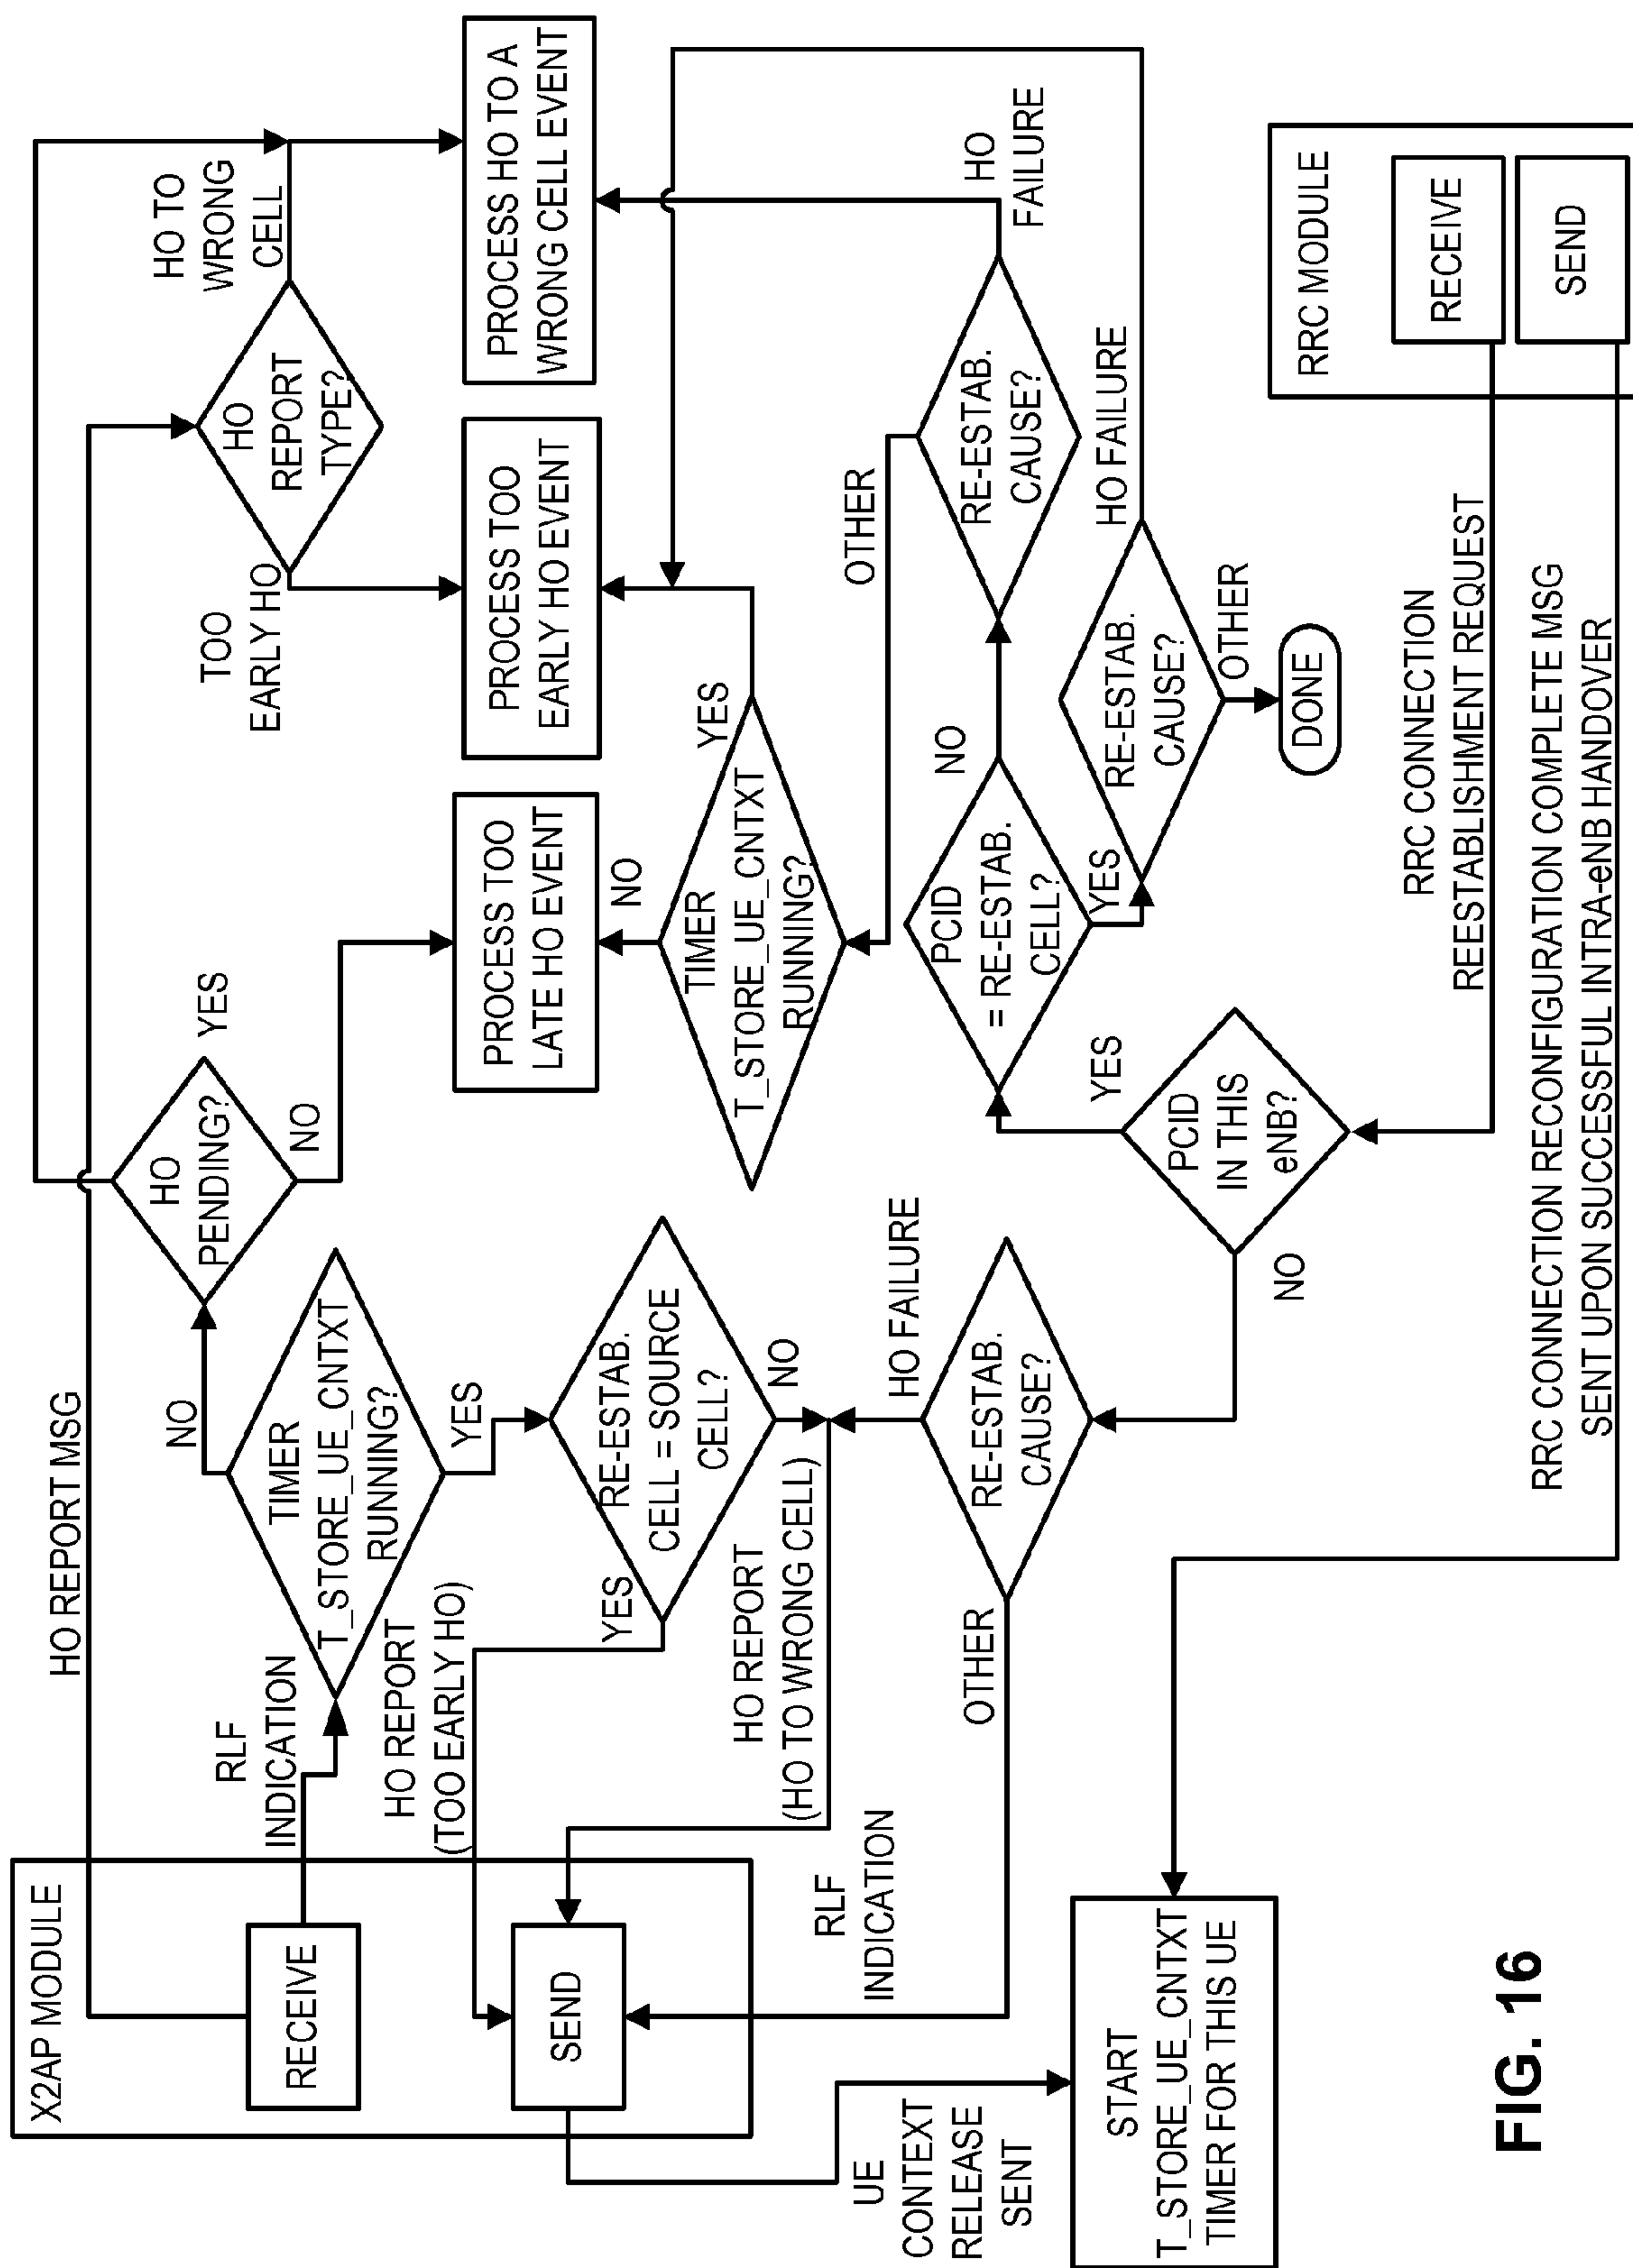 X2AP MODULE
RECEIVE
SEND
HO REPORT MSG
RLF
INDICATION
TIMER
T_STORE_UE_CNTXT
RUNNING?
NO
YES
HO
PENDING?
YES
NO
HO REPORT
(TOO EARLY HO)
RE-ESTAB.
CELL = SOURCE
CELL?
YES
NO
HO REPORT
(HO TO WRONG CELL)
HO FAILURE
RE-ESTAB.
CAUSE?
OTHER
RLF
INDICATION
UE
CONTEXT
RELEASE
SENT
START
T_STORE_UE_CNTXT
TIMER FOR THIS UE
TOO
EARLY HO
HO
REPORT
TYPE?
HO TO
WRONG
CELL
PROCESS TOO
LATE HO EVENT
PROCESS TOO
EARLY HO EVENT
PROCESS HO TO A
WRONG CELL EVENT
NO
TIMER
T_STORE_UE_CNTXT
RUNNING?
YES
OTHER
RE-ESTAB.
CAUSE?
HO
FAILURE
PCID
= RE-ESTAB.
CELL?
NO
YES
RE-ESTAB.
CAUSE?
HO FAILURE
OTHER
DONE
PCID
IN THIS
eNB?
YES
NO
RRC CONNECTION
REESTABLISHMENT REQUEST
RRC CONNECTION RECONFIGURATION COMPLETE MSG
SENT UPON SUCCESSFUL INTRA-eNB HANDOVER
RRC MODULE
RECEIVE
SEND
FIG. 16